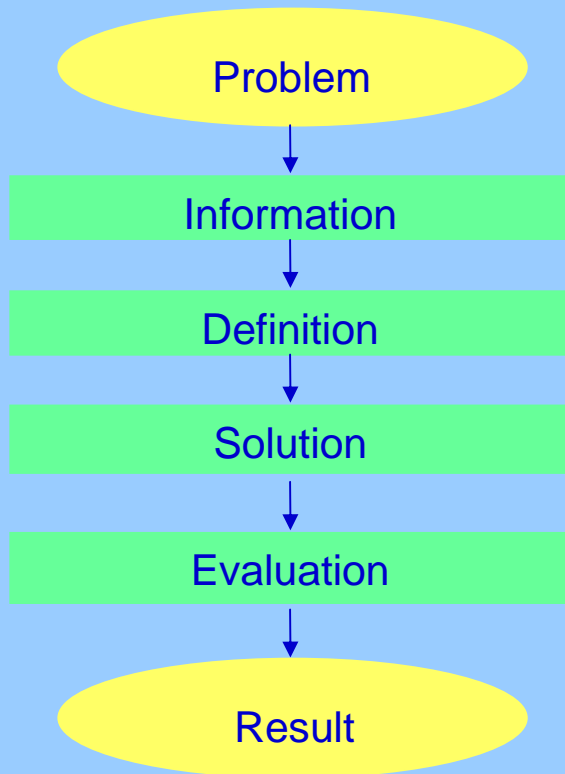 Problem
Information
Definition
Solution
Evaluation
Result